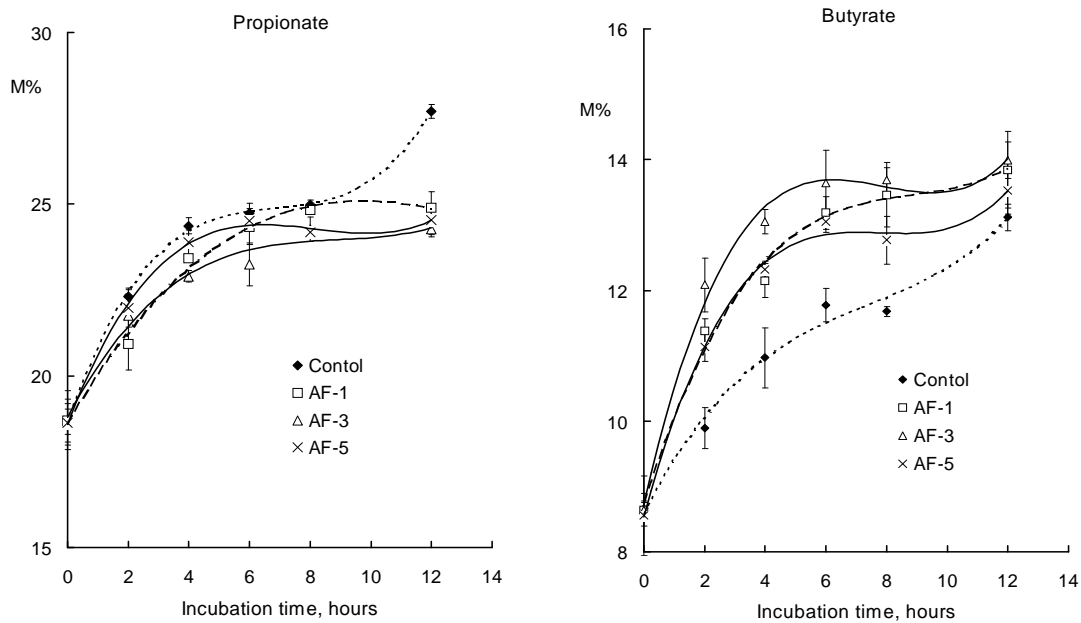 Propionate
30
M%
25
20
15
0 2 4 6 8 10 12 14
Incubation time, hours
Contol
AF-1
AF-3
AF-5
Butyrate
16
M%
14
12
10
8
0 2 4 6 8 10 12 14
Incubation time, hours
Contol
AF-1
AF-3
AF-5